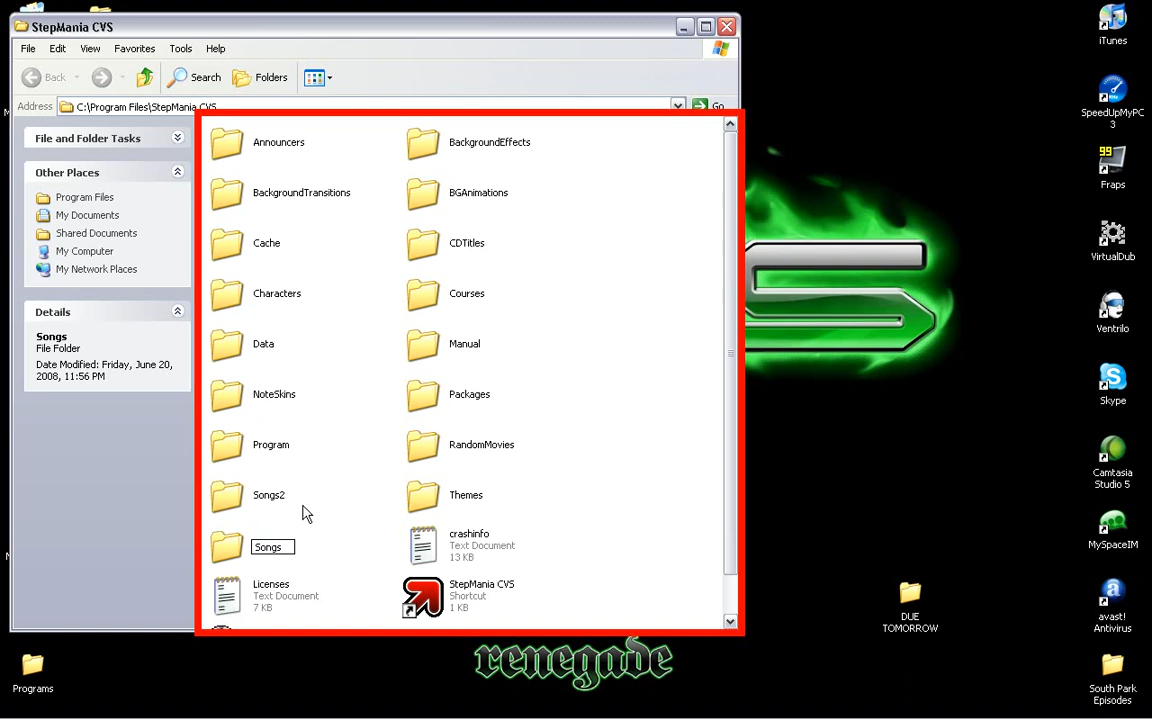 StepMania CVS
File Edit View Favorites Tools Help
Back Search Folders
Address C:\Program Files\StepMania CVS Go
File and Folder Tasks
Other Places
Program Files
My Documents
Shared Documents
My Computer
My Network Places
Details
Songs
File Folder
Date Modified: Friday, June 20,
2008, 11:56 PM
Announcers
BackgroundEffects
BackgroundTransitions
BGAnimations
Cache
CDTitles
Characters
Courses
Data
Manual
NoteSkins
Packages
Program
RandomMovies
Songs2
Themes
Songs
crashinfo
Text Document
13 KB
Licenses
Text Document
7 KB
StepMania CVS
Shortcut
1 KB
iTunes
SpeedUpMyPC
3
99
Fraps
VirtualDub
Ventrilo
Skype
Camtasia
Studio 5
MySpaceIM
avast!
Antivirus
South Park
Episodes
DUE
TOMORROW
Programs
renegade